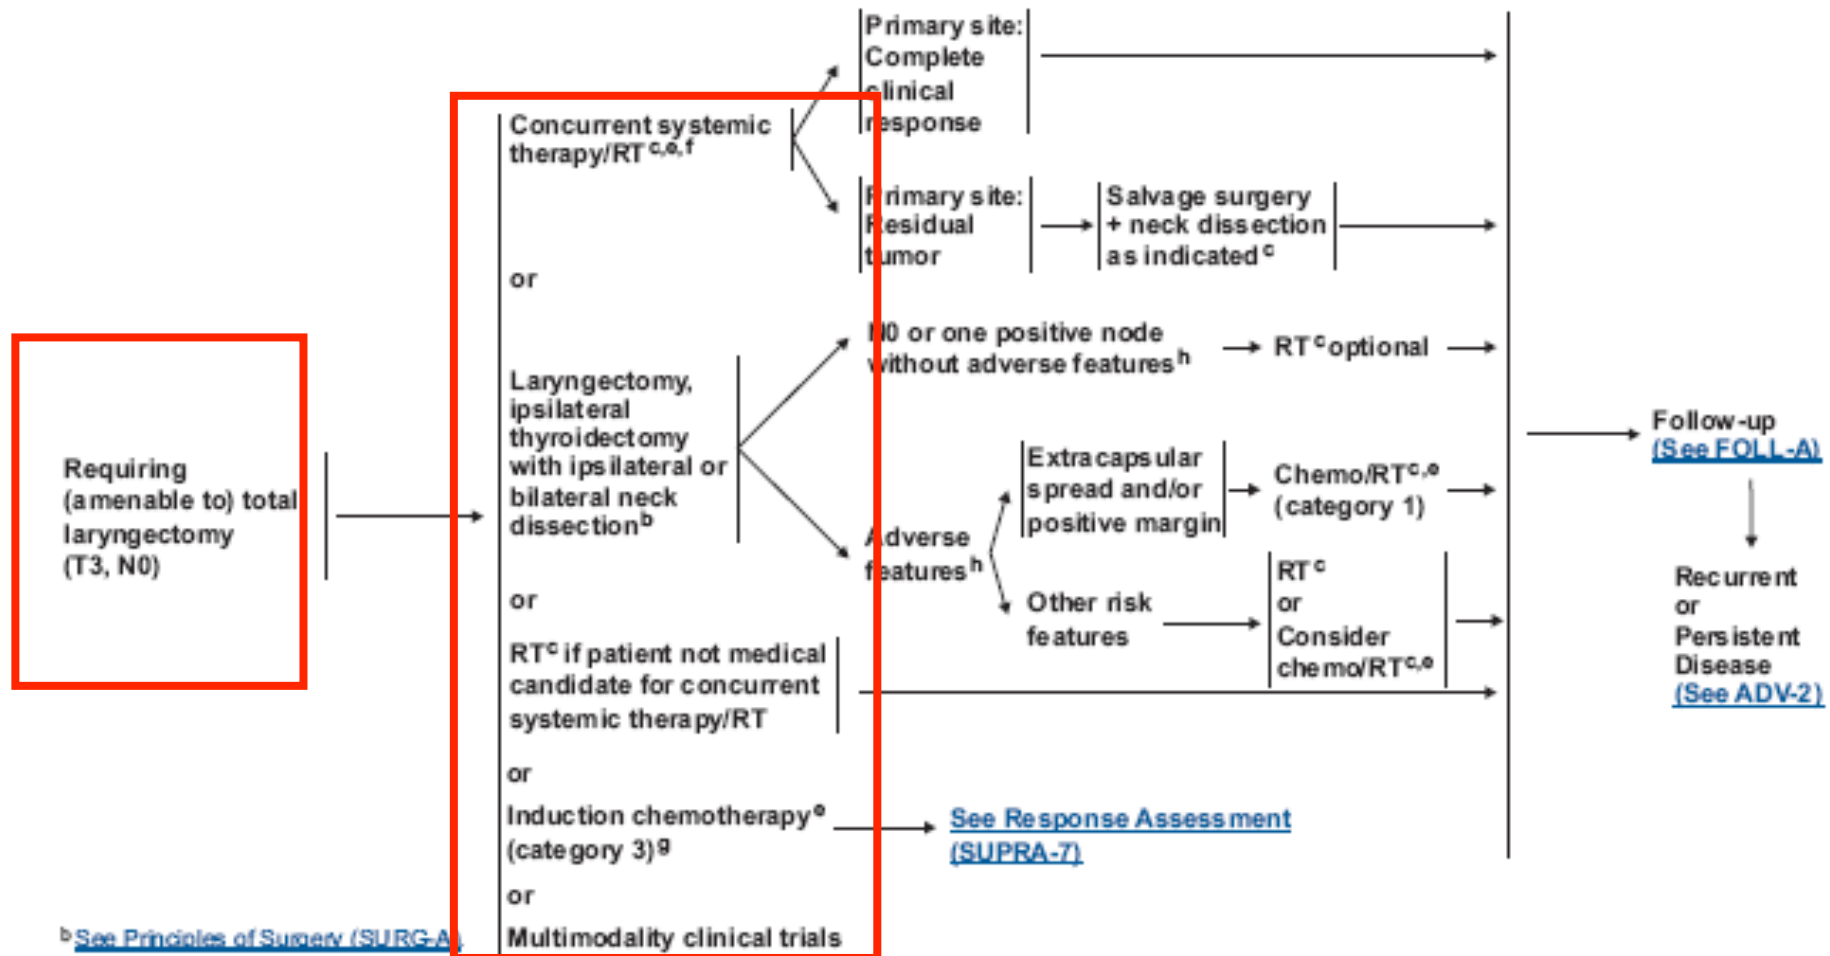 Requiring
(amenable to) total
laryngectomy
(T3, N0)
Concurrent systemic
therapy/RT c,e,f
or
Laryngectomy,
ipsilateral
thyroidectomy
with ipsilateral or
bilateral neck
dissection b
or
RT c if patient not medical
candidate for concurrent
systemic therapy/RT
or
Induction chemotherapy e
(category 3) g
or
Multimodality clinical trials
Primary site:
Complete
clinical
response
Primary site:
Residual
tumor
Salvage surgery
+ neck dissection
as indicated c
N0 or one positive node
without adverse features h
RT c optional
Adverse
features h
Extracapsular
spread and/or
positive margin
Chemo/RT c,e
(category 1)
Other risk
features
RT c
or
Consider
chemo/RT c,e
See Response Assessment
(SUPRA-7)
Follow-up
(See FOLL-A)
Recurrent
or
Persistent
Disease
(See ADV-2)
b See Principles of Surgery (SURG-A).